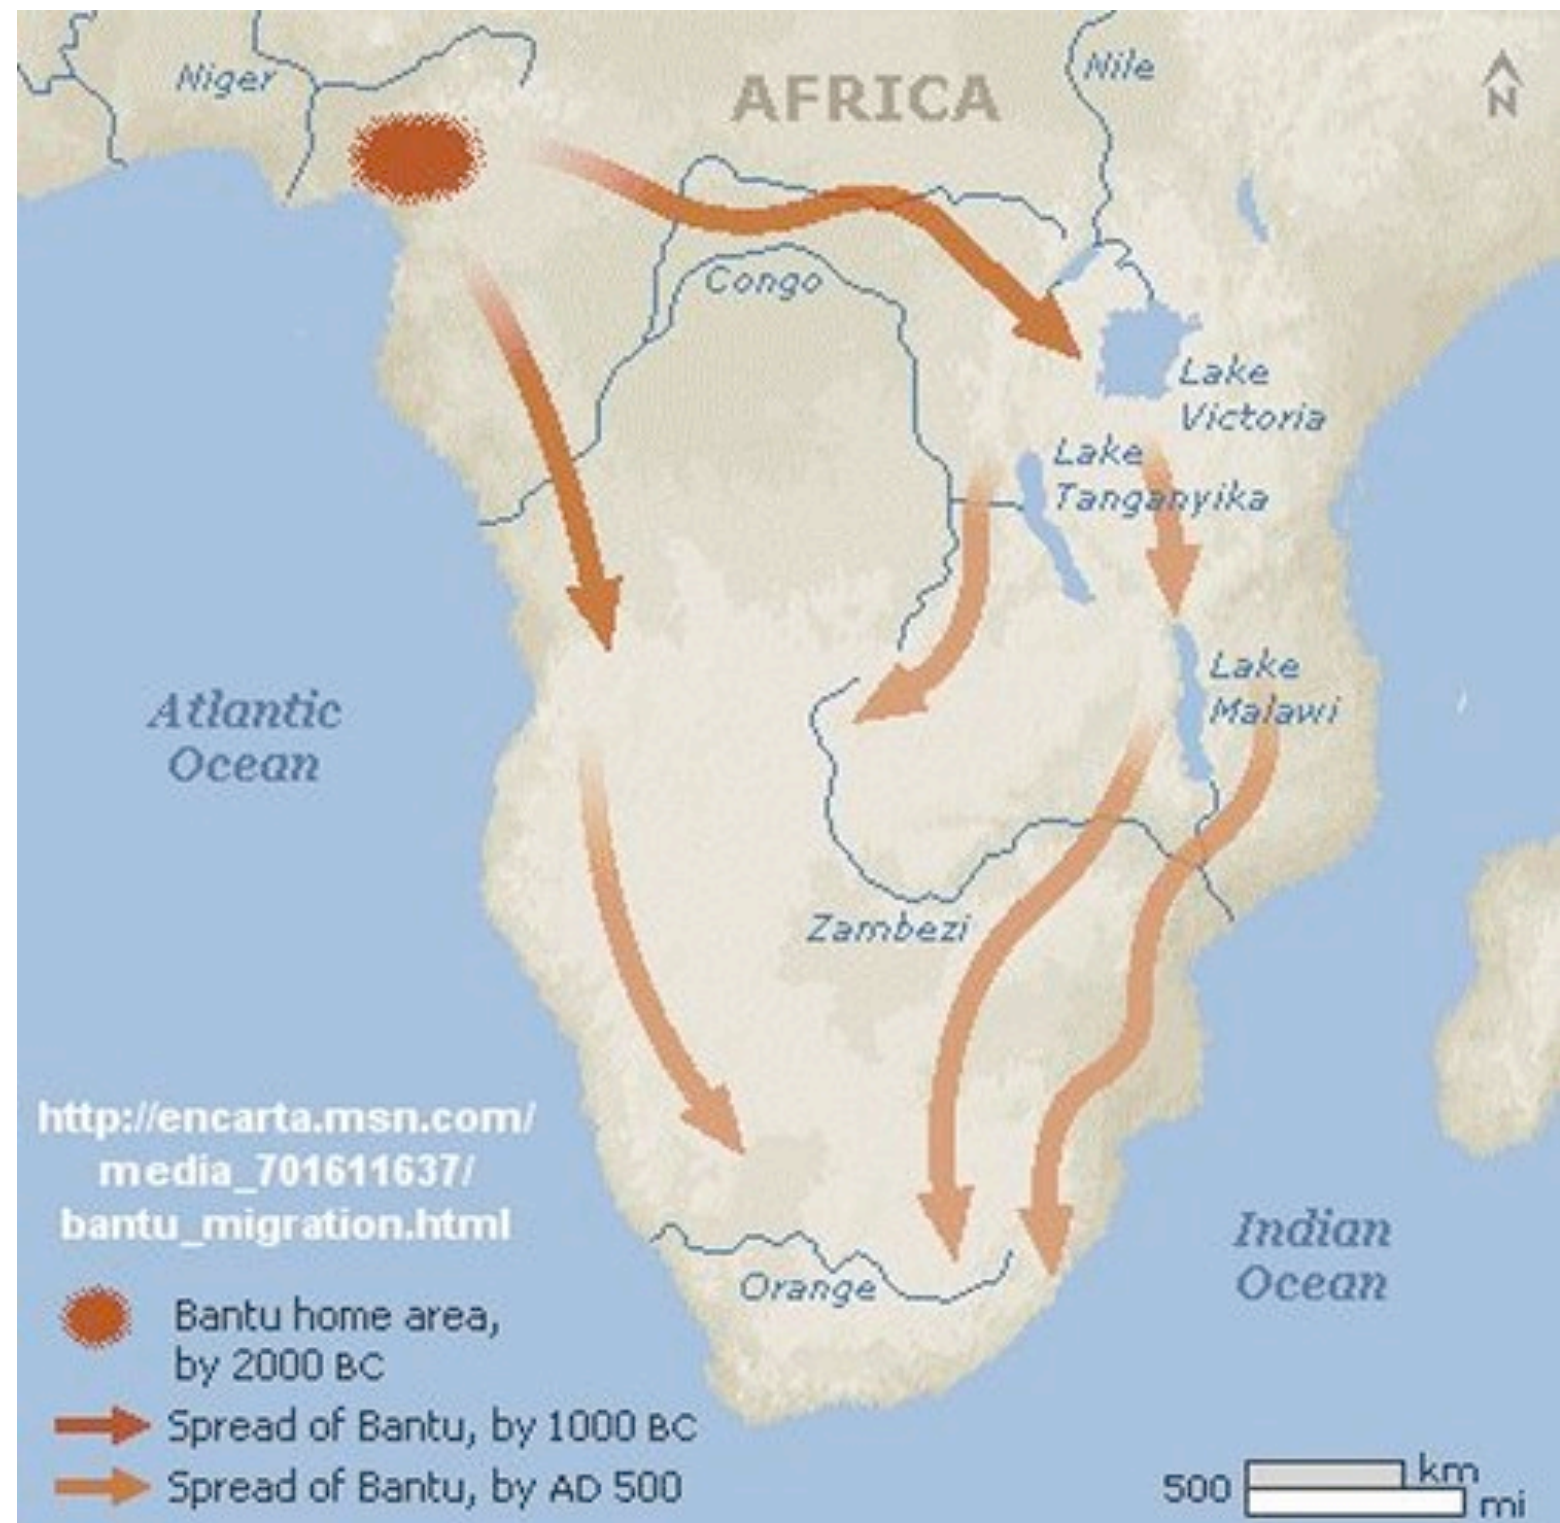 Niger
AFRICA
Nile
N
Congo
Lake
Victoria
Lake
Tanganyika
Lake
Malawi
Atlantic
Ocean
Zambezi
http://encarta.msn.com/
media_701611637/
bantu_migration.html
Indian
Ocean
Orange
Bantu home area,
by 2000 BC
Spread of Bantu, by 1000 BC
Spread of Bantu, by AD 500
500 km
mi